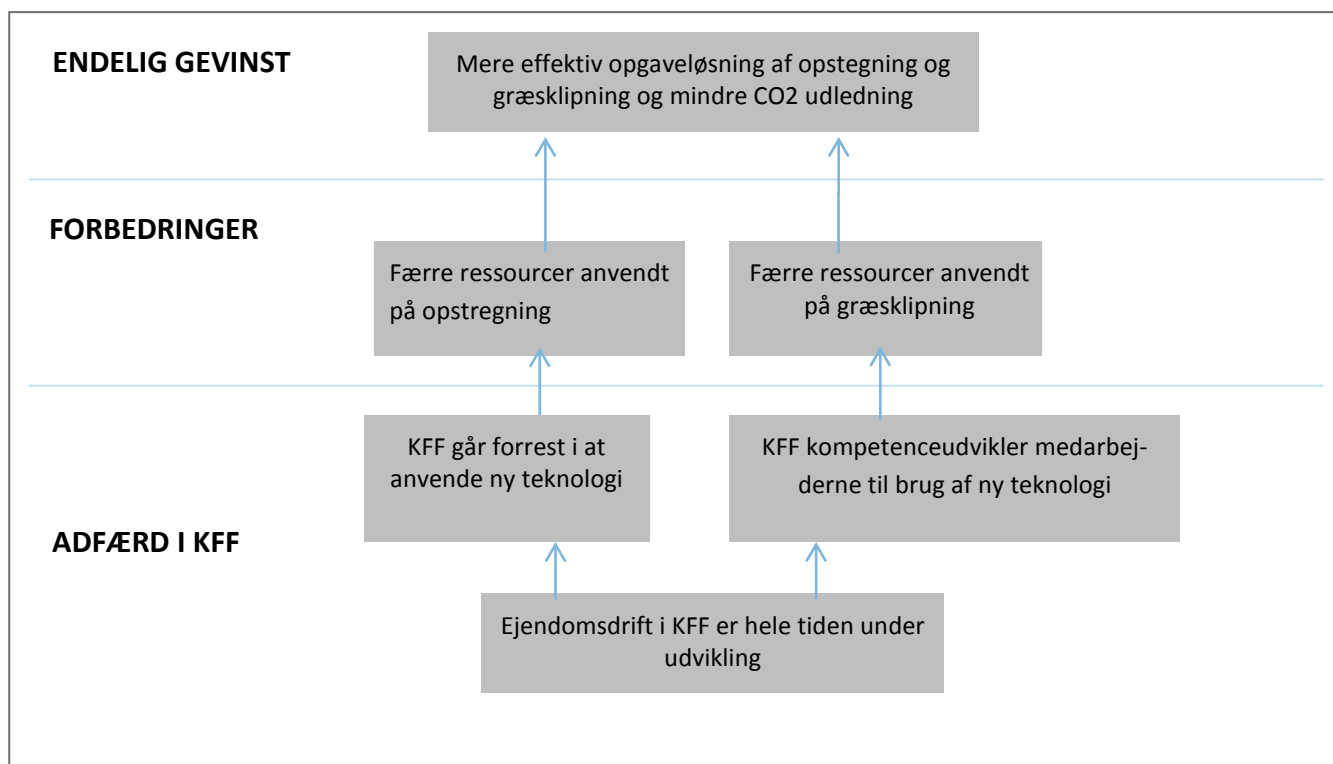 ENDELIG GEVINST
Mere effektiv opgaveløsning af opstegning og
græsklipning og mindre CO2 udledning
FORBEDRINGER
Færre ressourcer anvendt
på opstregning
Færre ressourcer anvendt
på græsklipning
KFF går forrest i at
anvende ny teknologi
KFF kompetenceudvikler medarbej-
derne til brug af ny teknologi
ADFÆRD I KFF
Ejendomsdrift i KFF er hele tiden under
udvikling